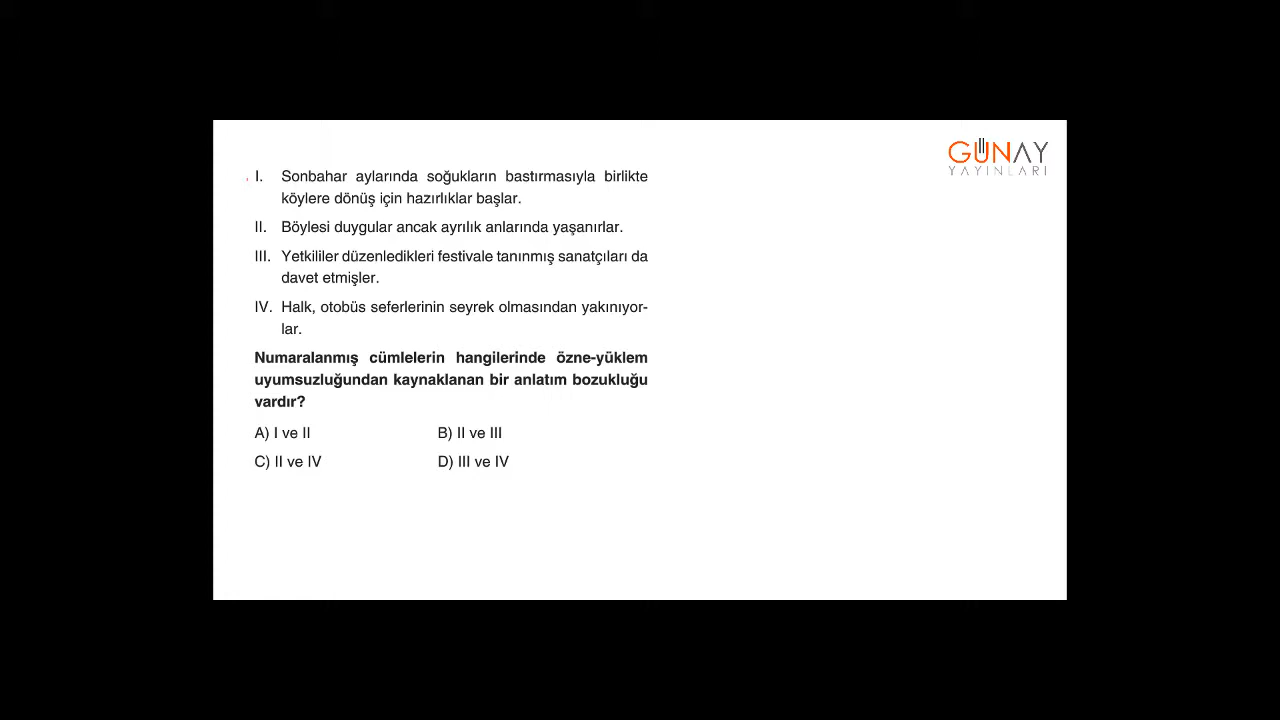 GÜNAY
YAYINLARI
I. Sonbahar aylarında soğukların bastırmasıyla birlikte
köylere dönüş için hazırlıklar başlar.
II. Böylesi duygular ancak ayrılık anlarında yaşanırlar.
III. Yetkililer düzenledikleri festivale tanınmış sanatçıları da
davet etmişler.
IV. Halk, otobüs seferlerinin seyrek olmasından yakınıyor-
lar.
Numaralanmış cümlelerin hangilerinde özne-yüklem
uyumsuzluğundan kaynaklanan bir anlatım bozukluğu
vardır?
A) I ve II B) II ve III
C) II ve IV D) III ve IV